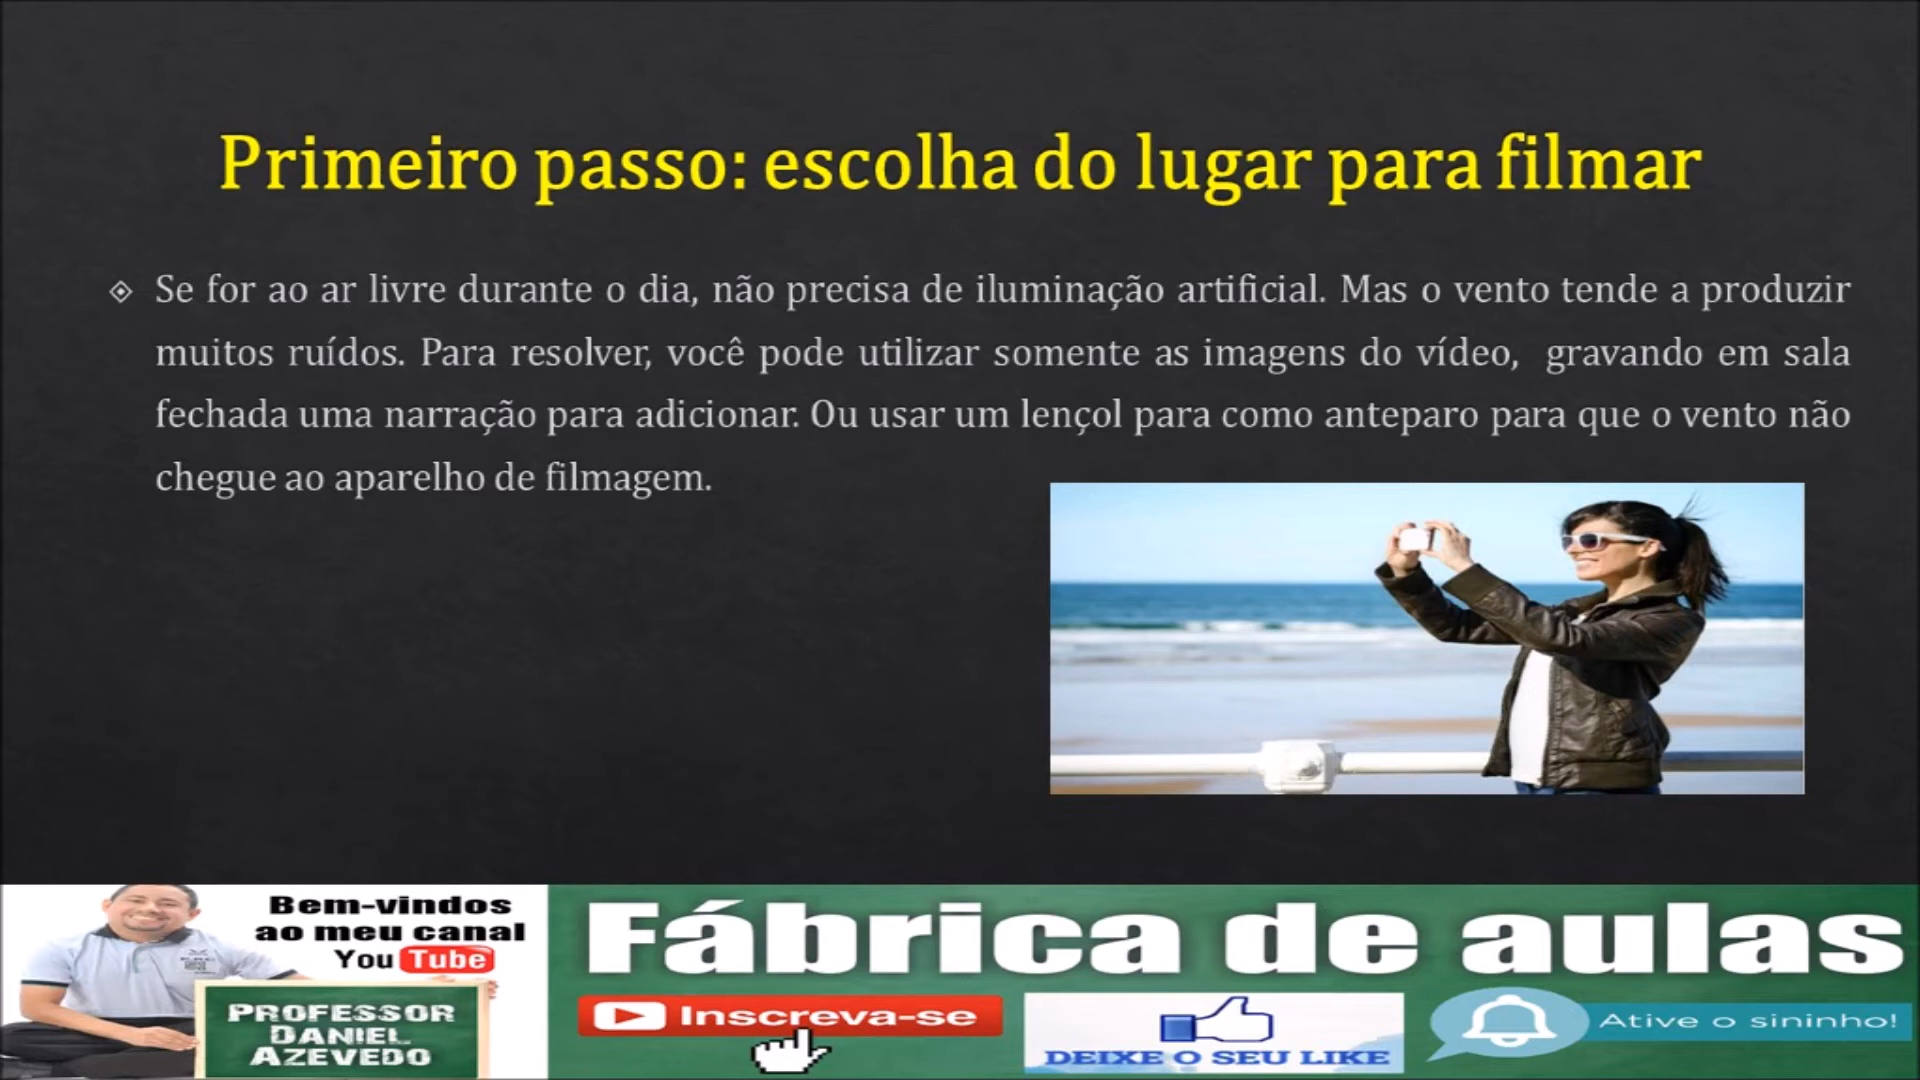 Primeiro passo: escolha do lugar para filmar
Se for ao ar livre durante o dia, não precisa de iluminação artificial. Mas o vento tende a produzir
muitos ruídos. Para resolver, você pode utilizar somente as imagens do vídeo, gravando em sala
fechada uma narração para adicionar. Ou usar um lençol para como anteparo para que o vento não
chegue ao aparelho de filmagem.
Bem-vindos
ao meu canal
YouTube
PROFESSOR
DANIEL
AZEVEDO
Fábrica de aulas
Inscreva-se
DEIXE O SEU LIKE
Ative o sininho!